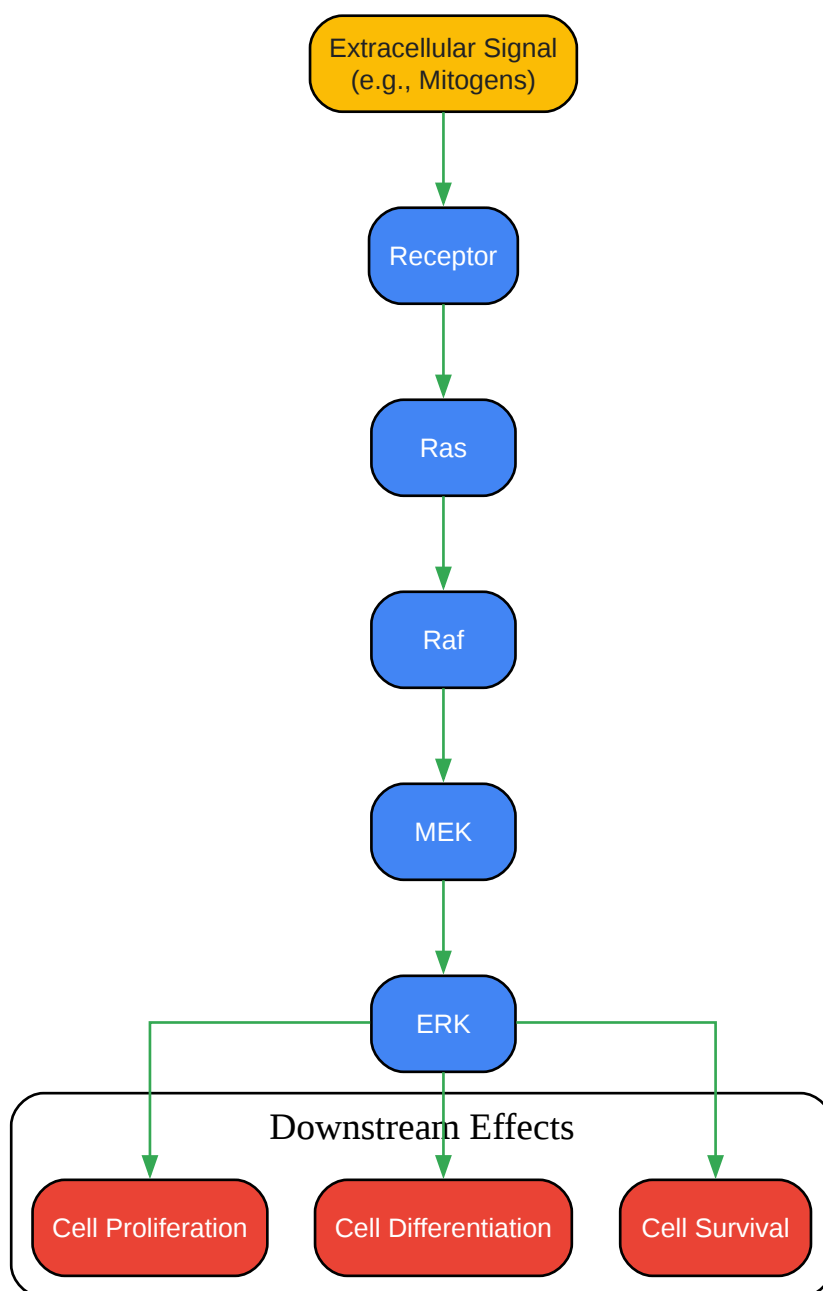 Extracellular Signal
(e.g., Mitogens)
Receptor
Ras
Raf
MEK
ERK
Downstream Effects
Cell Proliferation
Cell Differentiation
Cell Survival